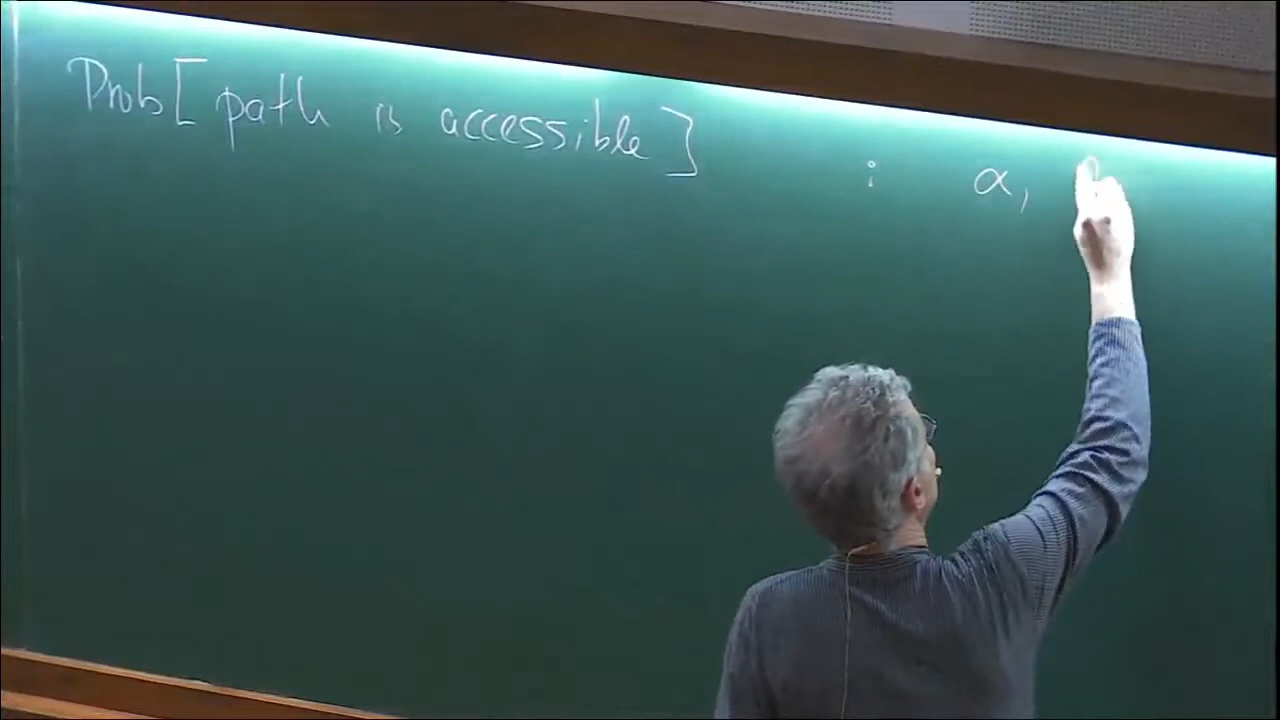 Prob[path is accessible] : α,